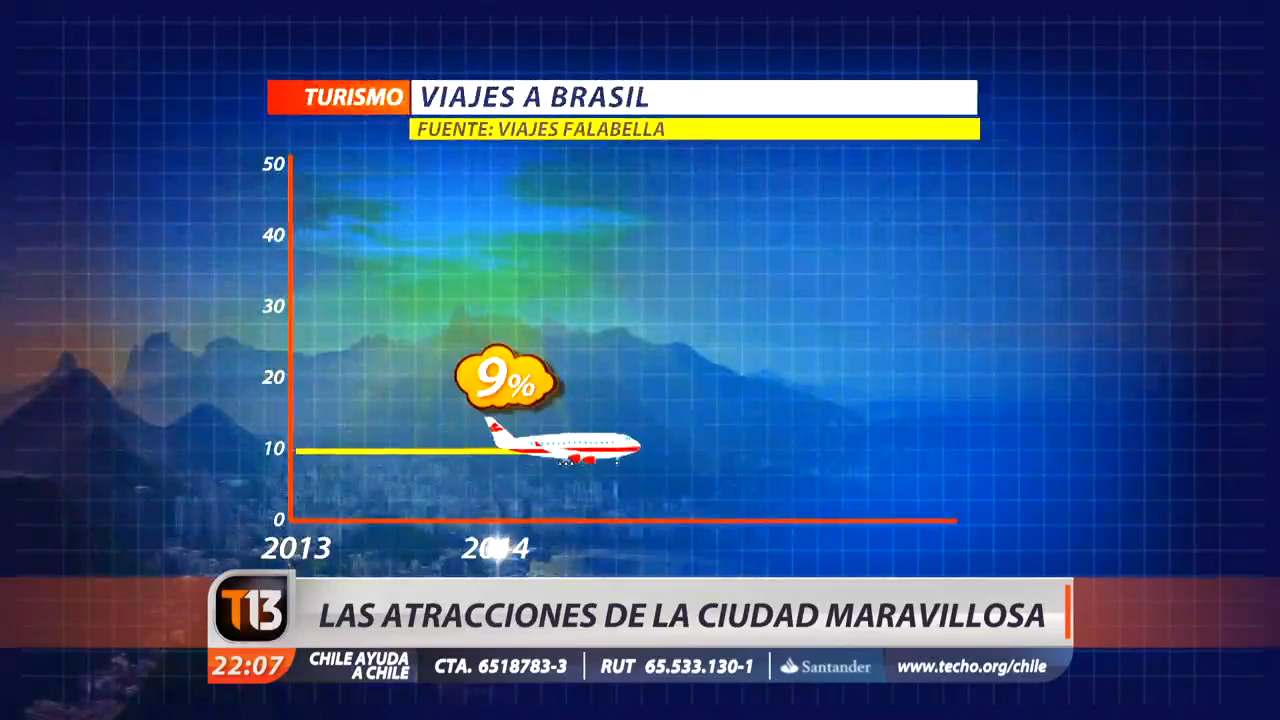 TURISMO VIAJES A BRASIL
FUENTE: VIAJES FALABELLA
50
40
30
20
10
0
9%
2013 2014
T13 LAS ATRACCIONES DE LA CIUDAD MARAVILLOSA
22:07 CHILE AYUDA A CHILE CTA. 6518783-3 RUT 65.533.130-1 Santander www.techo.org/chile